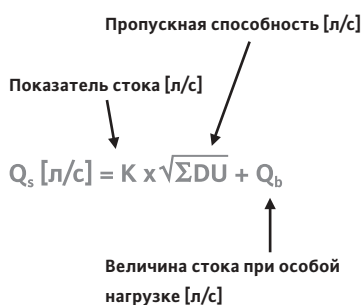 Пропускная способность [л/с]
Показатель стока [л/с]
Qs [л/с] = K x√ΣDU + Qb
Величина стока при особой
нагрузке [л/с]